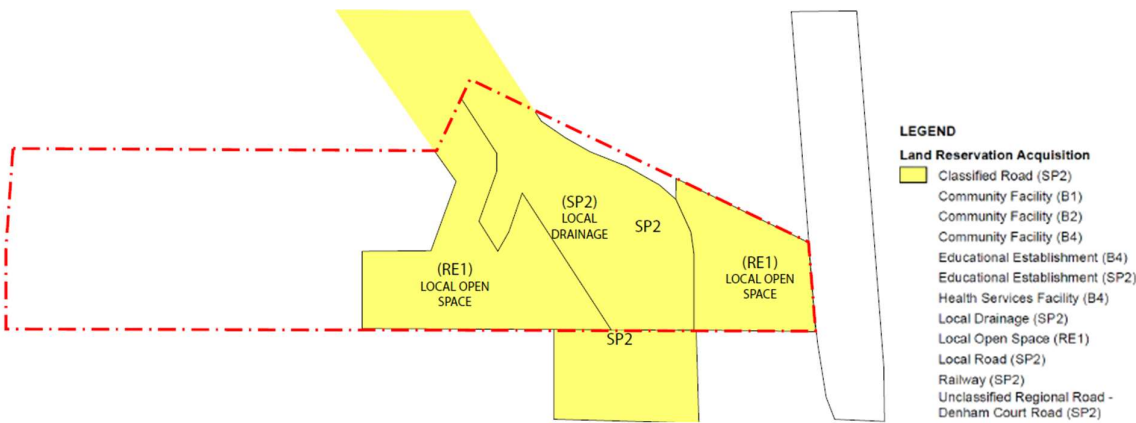 (SP2)
LOCAL
DRAINAGE
SP2
(RE1)
LOCAL OPEN
SPACE
(RE1)
LOCAL OPEN
SPACE
SP2
LEGEND
Land Reservation Acquisition
Classified Road (SP2)
Community Facility (B1)
Community Facility (B2)
Community Facility (B4)
Educational Establishment (B4)
Educational Establishment (SP2)
Health Services Facility (B4)
Local Drainage (SP2)
Local Open Space (RE1)
Local Road (SP2)
Railway (SP2)
Unclassified Regional Road -
Denham Court Road (SP2)